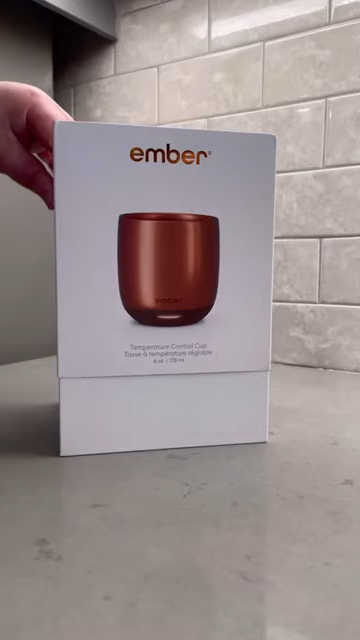 ember®
ember
Temperature Control Cup
Tasse à température réglable
6 oz | 178 ml